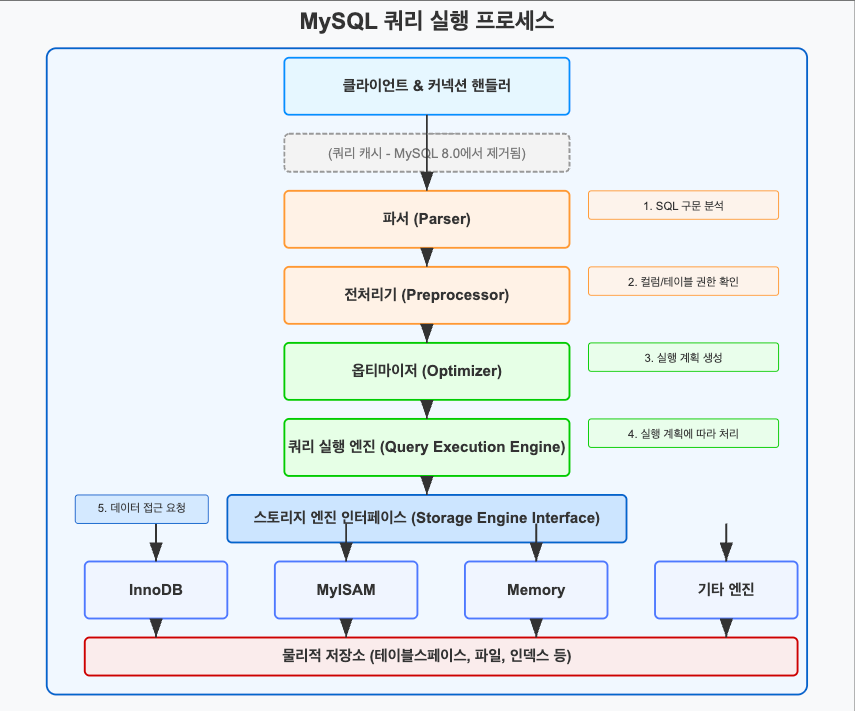 MySQL 쿼리 실행 프로세스
클라이언트 & 커넥션 핸들러
(쿼리 캐시 - MySQL 8.0에서 제거됨)
파서 (Parser)
1. SQL 구문 분석
전처리기 (Preprocessor)
2. 컬럼/테이블 권한 확인
옵티마이저 (Optimizer)
3. 실행 계획 생성
쿼리 실행 엔진 (Query Execution Engine)
4. 실행 계획에 따라 처리
5. 데이터 접근 요청
스토리지 엔진 인터페이스 (Storage Engine Interface)
InnoDB
MyISAM
Memory
기타 엔진
물리적 저장소 (테이블스페이스, 파일, 인덱스 등)